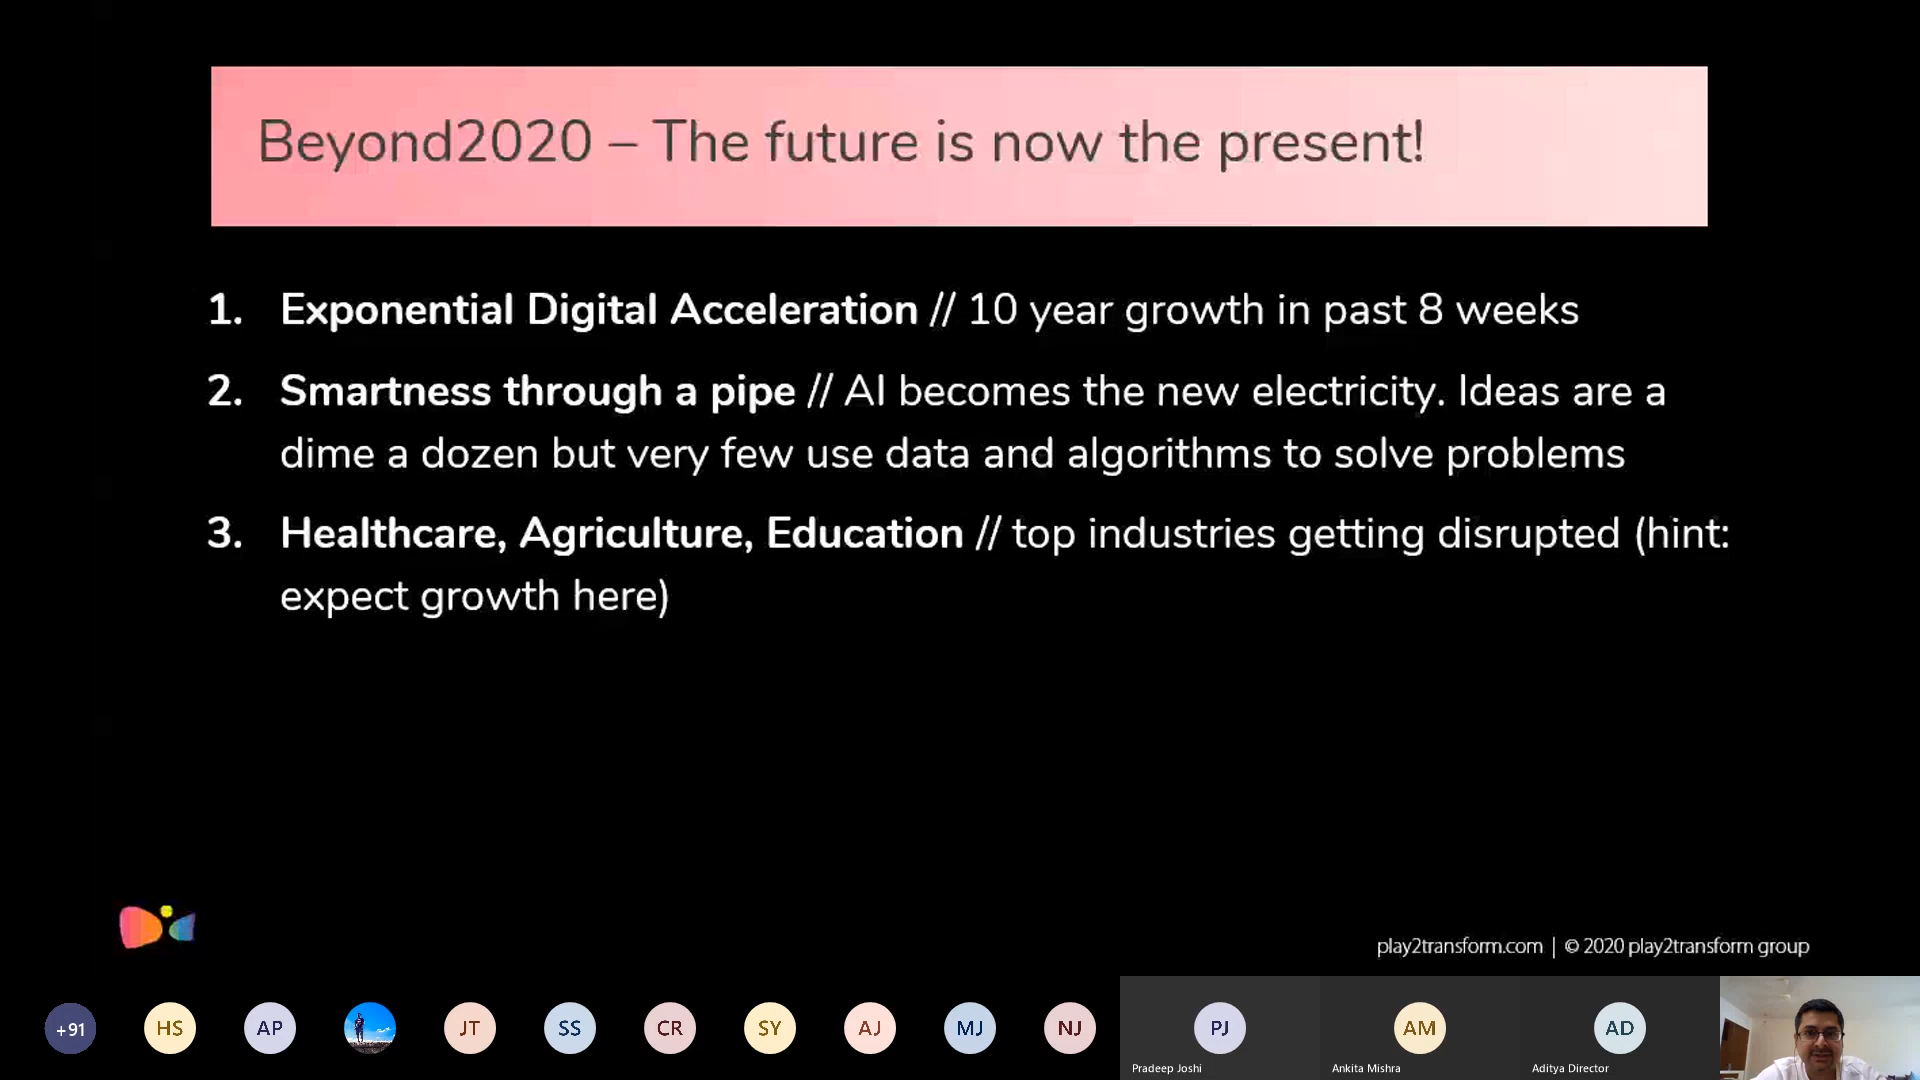 Beyond2020 – The future is now the present!
1. Exponential Digital Acceleration // 10 year growth in past 8 weeks
2. Smartness through a pipe // AI becomes the new electricity. Ideas are a
dime a dozen but very few use data and algorithms to solve problems
3. Healthcare, Agriculture, Education // top industries getting disrupted (hint:
expect growth here)
play2transform.com | © 2020 play2transform group
+91
HS
AP
JT
SS
CR
SY
AJ
MJ
NJ
PJ
AM
AD
Pradeep Joshi
Ankita Mishra
Aditya Director